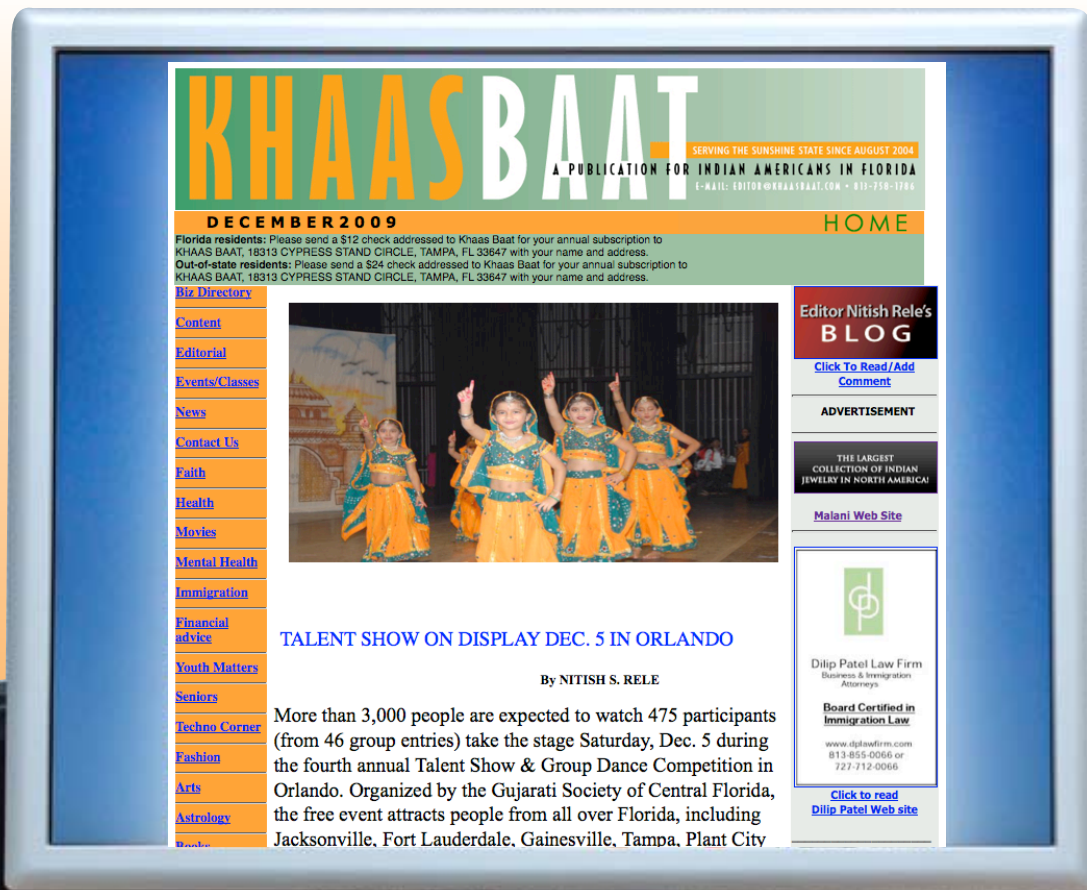 KHAASBAAT
SERVING THE SUNSHINE STATE SINCE AUGUST 2004
A PUBLICATION FOR INDIAN AMERICANS IN FLORIDA
E-MAIL: EDITOR@KHAASBAAT.COM • 813-758-1786
DECEMBER2009
HOME
Florida residents: Please send a $12 check addressed to Khaas Baat for your annual subscription to
KHAAS BAAT, 18313 CYPRESS STAND CIRCLE, TAMPA, FL 33647 with your name and address.
Out-of-state residents: Please send a $24 check addressed to Khaas Baat for your annual subscription to
KHAAS BAAT, 18313 CYPRESS STAND CIRCLE, TAMPA, FL 33647 with your name and address.
Biz Directory
Content
Editorial
Events/Classes
News
Contact Us
Faith
Health
Movies
Mental Health
Immigration
Financial
advice
Youth Matters
Seniors
Techno Corner
Fashion
Arts
Astrology
Books
TALENT SHOW ON DISPLAY DEC. 5 IN ORLANDO
By NITISH S. RELE
More than 3,000 people are expected to watch 475 participants
(from 46 group entries) take the stage Saturday, Dec. 5 during
the fourth annual Talent Show & Group Dance Competition in
Orlando. Organized by the Gujarati Society of Central Florida,
the free event attracts people from all over Florida, including
Jacksonville, Fort Lauderdale, Gainesville, Tampa, Plant City
Editor Nitish Rele's
BLOG
Click To Read/Add
Comment
ADVERTISEMENT
THE LARGEST
COLLECTION OF INDIAN
JEWELRY IN NORTH AMERICA!
Malani Web Site
dp
Dilip Patel Law Firm
Business & Immigration
Attorneys
Board Certified in
Immigration Law
www.dplawfirm.com
813-855-0066 or
727-712-0066
Click to read
Dilip Patel Web site